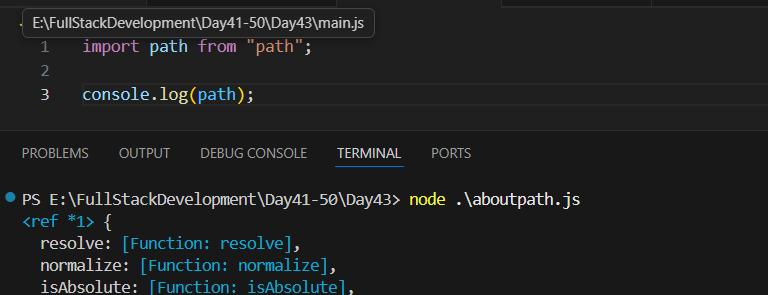 E:\FullStackDevelopment\Day41-50\Day43\main.js
1 import path from "path";
2
3 console.log(path);
PROBLEMS OUTPUT DEBUG CONSOLE TERMINAL PORTS
PS E:\FullStackDevelopment\Day41-50\Day43> node .\aboutpath.js
<ref *1> {
  resolve: [Function: resolve],
  normalize: [Function: normalize],
  isAbsolute: [Function: isAbsolute],